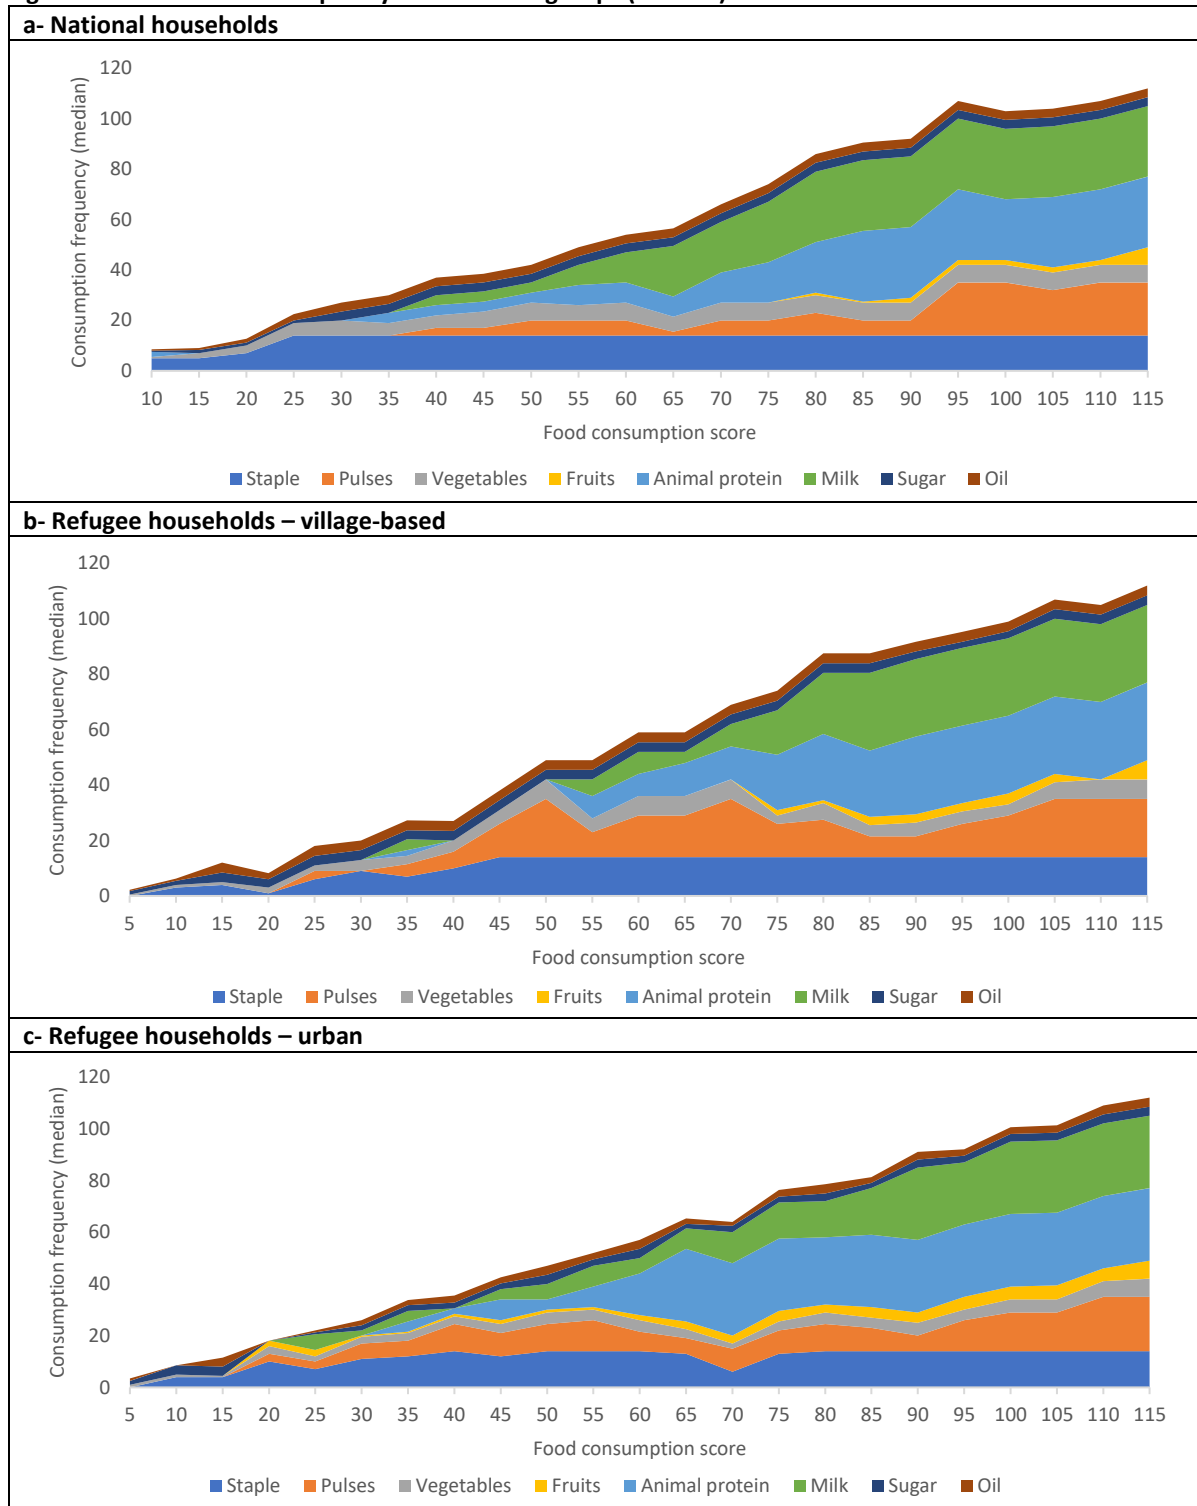 a- National households
120
100
80
60
40
20
0
Consumption frequency (median)
10 15 20 25 30 35 40 45 50 55 60 65 70 75 80 85 90 95 100 105 110 115
Food consumption score
Staple Pulses Vegetables Fruits Animal protein Milk Sugar Oil
b- Refugee households – village-based
120
100
80
60
40
20
0
Consumption frequency (median)
5 10 15 20 25 30 35 40 45 50 55 60 65 70 75 80 85 90 95 100 105 110 115
Food consumption score
Staple Pulses Vegetables Fruits Animal protein Milk Sugar Oil
c- Refugee households – urban
120
100
80
60
40
20
0
Consumption frequency (median)
5 10 15 20 25 30 35 40 45 50 55 60 65 70 75 80 85 90 95 100 105 110 115
Food consumption score
Staple Pulses Vegetables Fruits Animal protein Milk Sugar Oil